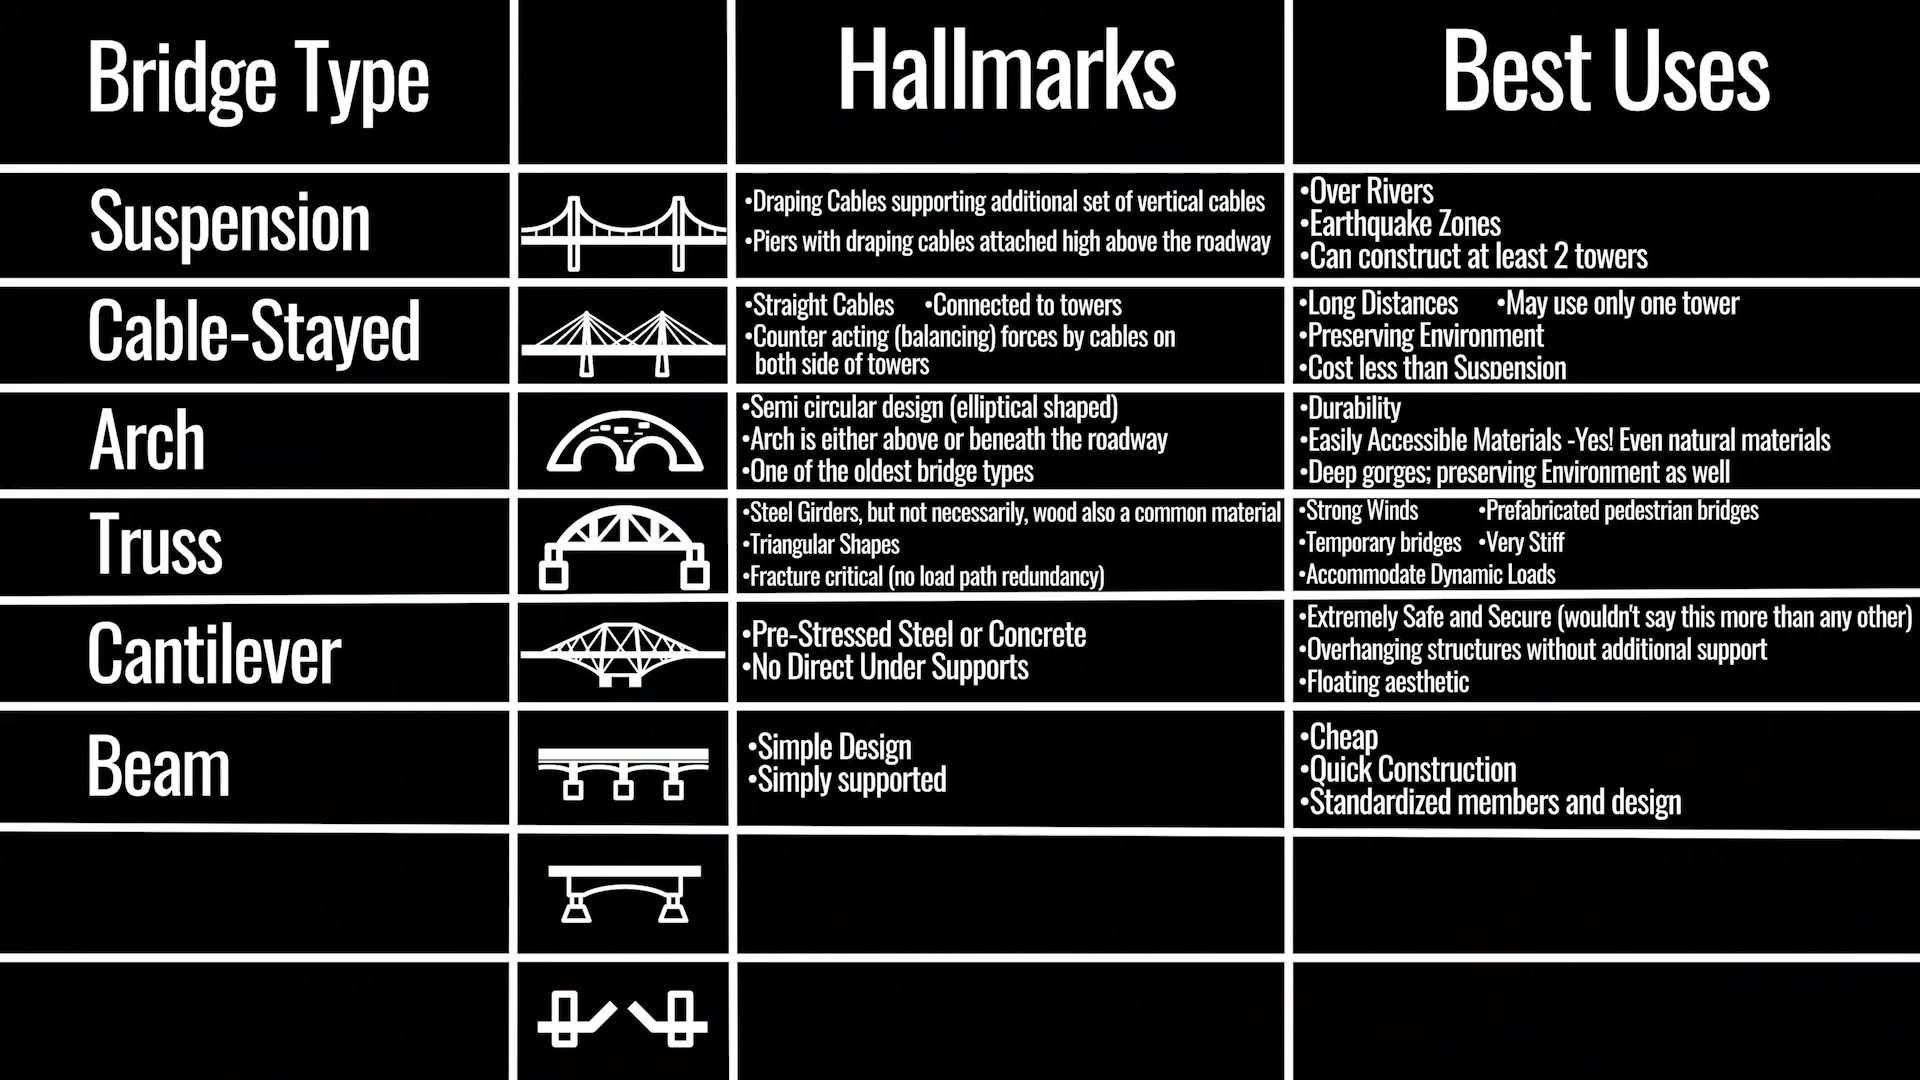 Bridge Type
Hallmarks
Best Uses
Suspension
•Draping Cables supporting additional set of vertical cables
•Piers with draping cables attached high above the roadway
•Over Rivers
•Earthquake Zones
•Can construct at least 2 towers
Cable-Stayed
•Straight Cables •Connected to towers
•Counter acting (balancing) forces by cables on
both side of towers
•Long Distances •May use only one tower
•Preserving Environment
•Cost less than Suspension
Arch
•Semi circular design (elliptical shaped)
•Arch is either above or beneath the roadway
•One of the oldest bridge types
•Durability
•Easily Accessible Materials -Yes! Even natural materials
•Deep gorges; preserving Environment as well
Truss
•Steel Girders, but not necessarily, wood also a common material
•Triangular Shapes
•Fracture critical (no load path redundancy)
•Strong Winds •Prefabricated pedestrian bridges
•Temporary bridges •Very Stiff
•Accommodate Dynamic Loads
Cantilever
•Pre-Stressed Steel or Concrete
•No Direct Under Supports
•Extremely Safe and Secure (wouldn't say this more than any other)
•Overhanging structures without additional support
•Floating aesthetic
Beam
•Simple Design
•Simply supported
•Cheap
•Quick Construction
•Standardized members and design